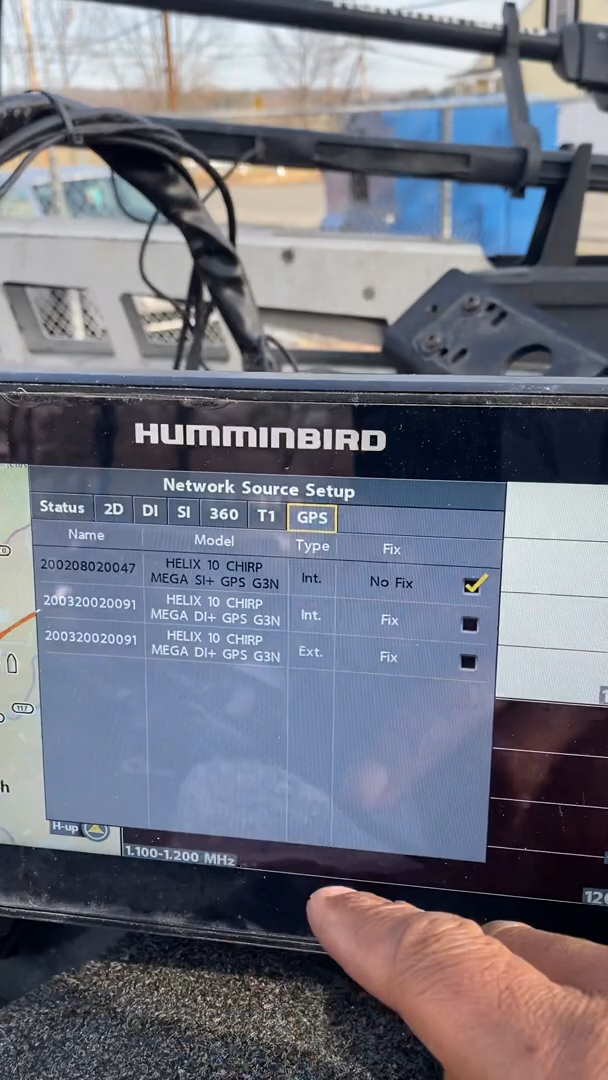 HUMMINBIRD
Network Source Setup
Status 2D DI SI 360 T1 GPS
Name Model Type Fix
200208020047 HELIX 10 CHIRP MEGA SI+ GPS G3N Int. No Fix
200320020091 HELIX 10 CHIRP MEGA DI+ GPS G3N Int. Fix
200320020091 HELIX 10 CHIRP MEGA DI+ GPS G3N Ext. Fix
117
h
H-up
1.100-1.200 MHz